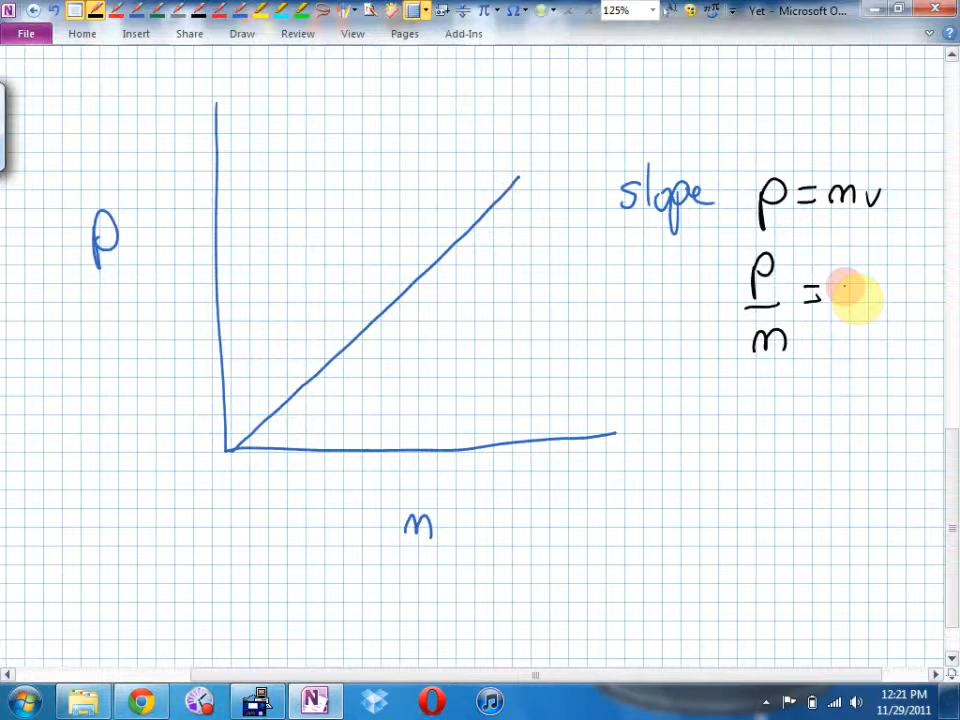 125%
Yet - Microsoft O...
File Home Insert Share Draw Review View Pages Add-Ins
p
slope p = mv
p
=
m
m
12:21 PM
11/29/2011